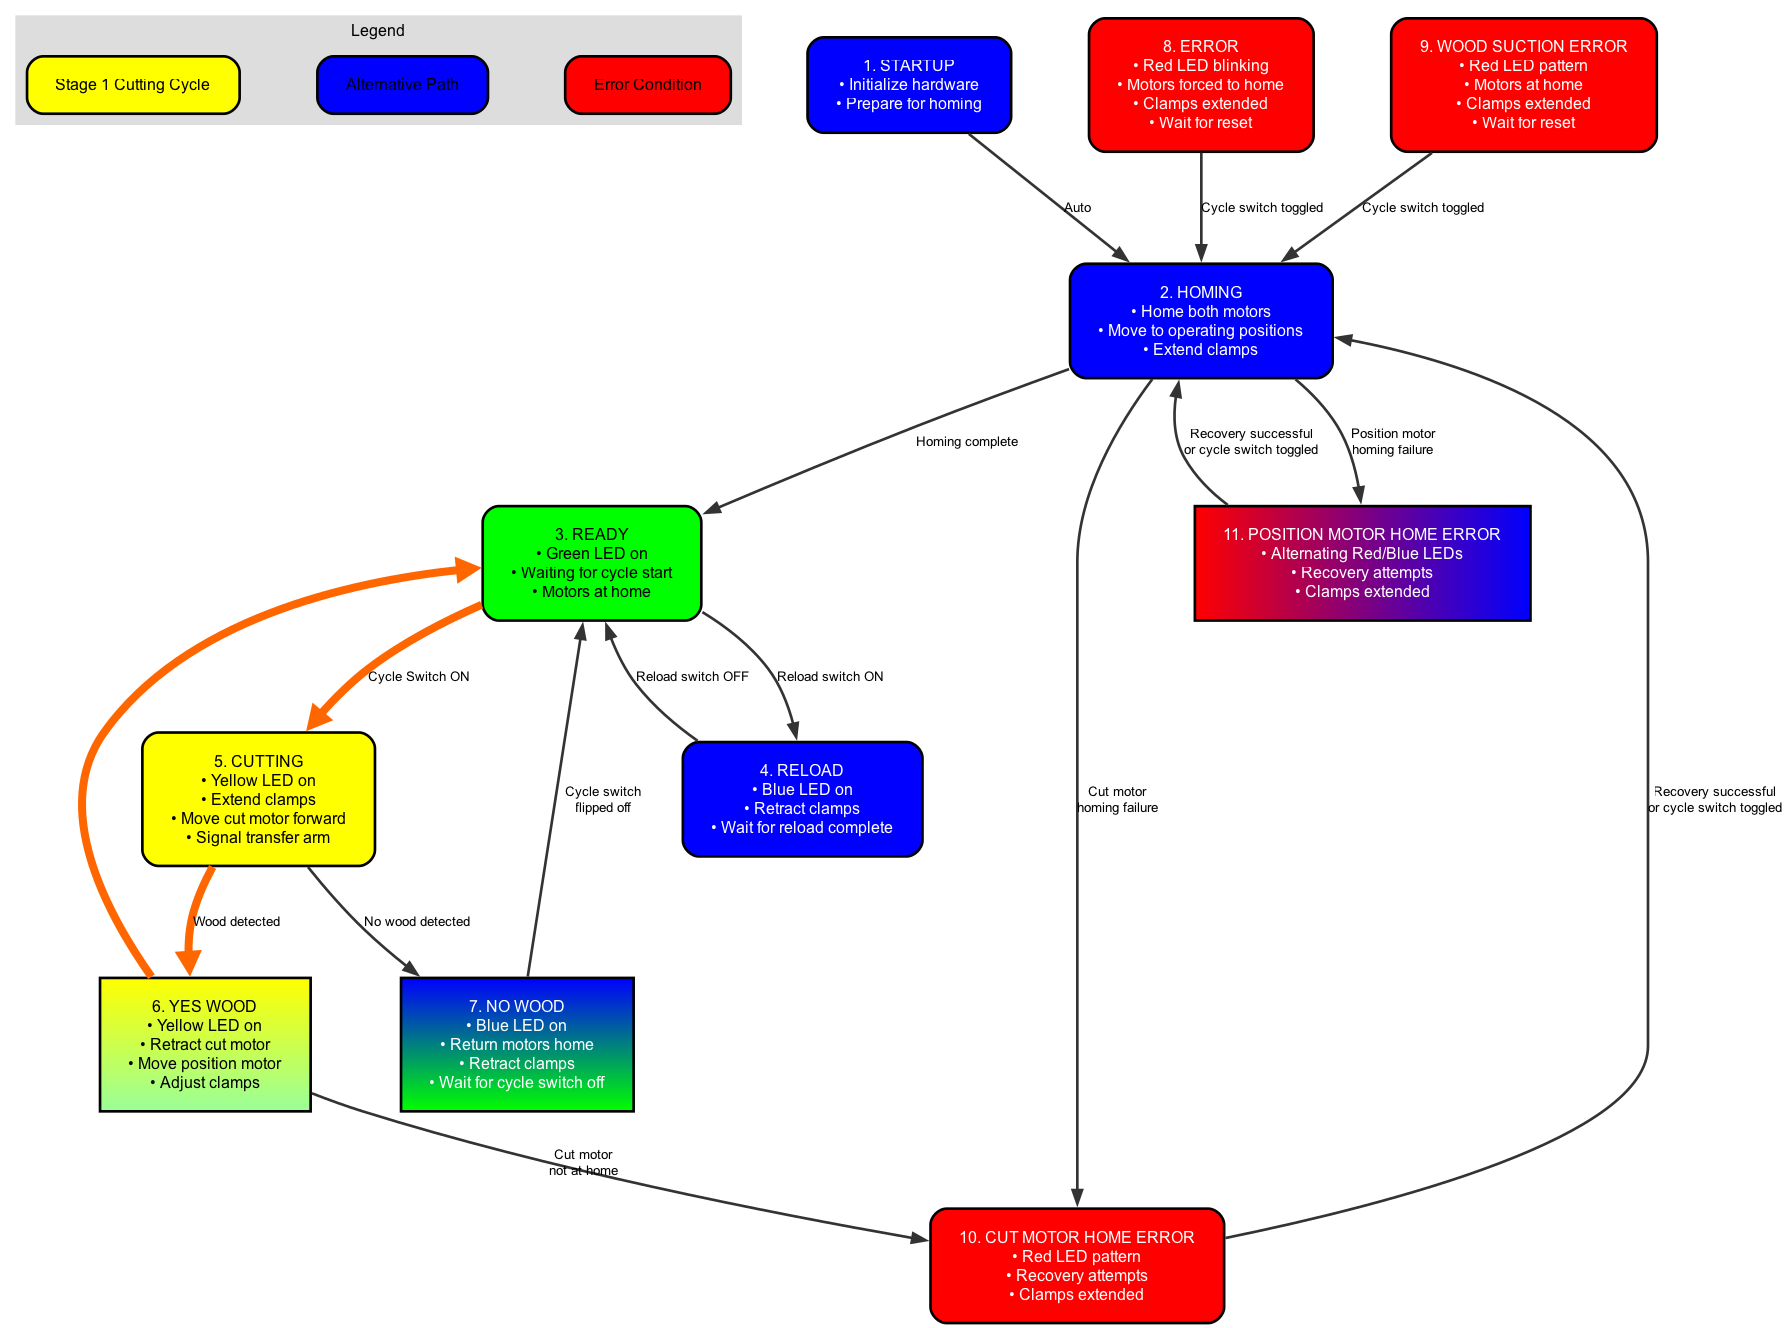 Legend
Stage 1 Cutting Cycle
Alternative Path
Error Condition
1. STARTUP
• Initialize hardware
• Prepare for homing
8. ERROR
• Red LED blinking
• Motors forced to home
• Clamps extended
• Wait for reset
9. WOOD SUCTION ERROR
• Red LED pattern
• Motors at home
• Clamps extended
• Wait for reset
Auto
Cycle switch toggled
Cycle switch toggled
2. HOMING
• Home both motors
• Move to operating positions
• Extend clamps
Homing complete
Recovery successful
or cycle switch toggled
Position motor
homing failure
3. READY
• Green LED on
• Waiting for cycle start
• Motors at home
11. POSITION MOTOR HOME ERROR
• Alternating Red/Blue LEDs
• Recovery attempts
• Clamps extended
Cycle Switch ON
Reload switch OFF
Reload switch ON
5. CUTTING
• Yellow LED on
• Extend clamps
• Move cut motor forward
• Signal transfer arm
Cycle switch
flipped off
4. RELOAD
• Blue LED on
• Retract clamps
• Wait for reload complete
Cut motor
homing failure
Recovery successful
or cycle switch toggled
Wood detected
No wood detected
6. YES WOOD
• Yellow LED on
• Retract cut motor
• Move position motor
• Adjust clamps
7. NO WOOD
• Blue LED on
• Return motors home
• Retract clamps
• Wait for cycle switch off
Cut motor
not at home
10. CUT MOTOR HOME ERROR
• Red LED pattern
• Recovery attempts
• Clamps extended